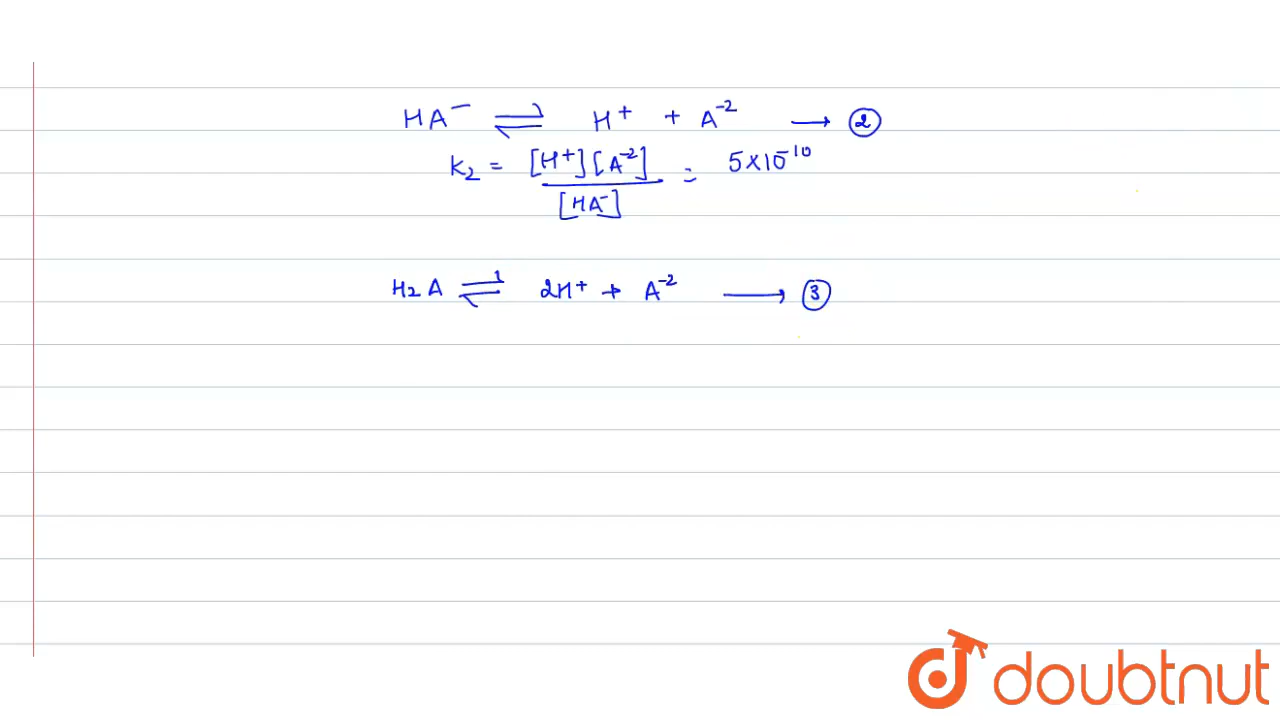 HA⁻ ⇌ H⁺ + A⁻² → ②
K₂ = [H⁺][A⁻²] / [HA⁻] = 5×10⁻¹⁰
H₂A ⇌ 2H⁺ + A⁻² → ③
doubtnut